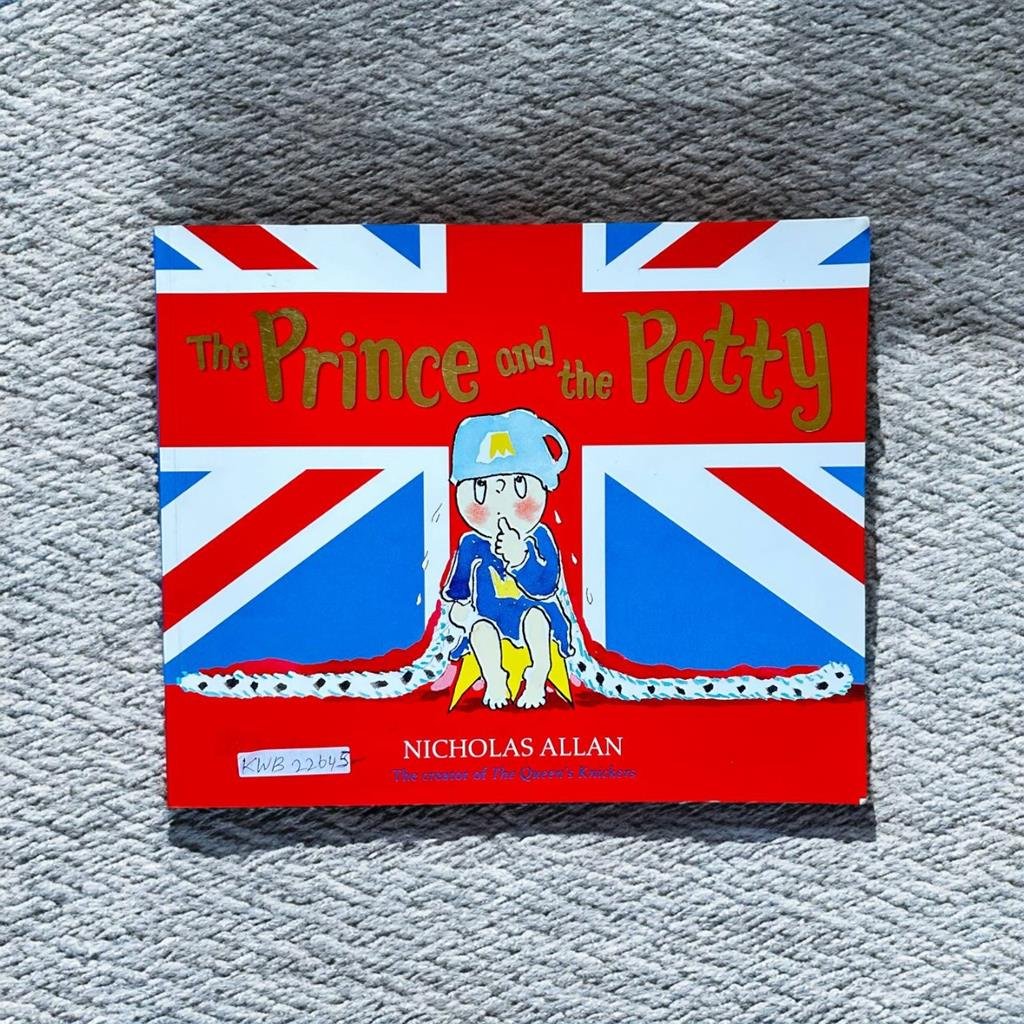 The Prince and the Potty
NICHOLAS ALLAN
The creator of The Queen's Knickers
KWB 22645